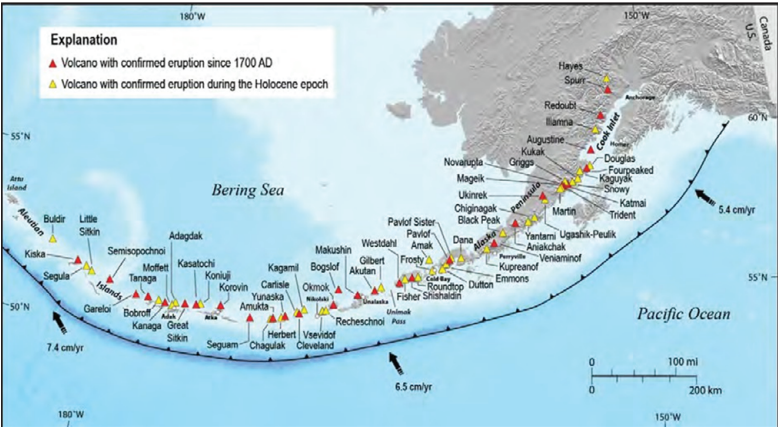 180°W
150°W
Explanation
Volcano with confirmed eruption since 1700 AD
Volcano with confirmed eruption during the Holocene epoch
Canada
U.S.
Hayes
Spurr
Anchorage
Redoubt
60°N
Iliamna
Cook Inlet
55°N
Augustine
Homer
Kukak
Douglas
Novarupta
Griggs
Fourpeaked
Mageik
Kaguyak
Attu
Island
Bering Sea
Snowy
Ukinrek
Peninsula
Katmai
Martin
Trident
5.4 cm/yr
Aleutian
Buldir
Little
Sitkin
Chiginagak
Black Peak
Pavlof Sister
Pavlof
Amak
Dana
Alaska
Ugashik-Peulik
Yantarni
Aniakchak
Adagdak
Westdahl
Makushin
Gilbert
Frosty
Perryville
Veniaminof
Kiska
Semisopochnoi
Moffett
Kasatochi
Kagamil
Bogslof
Akutan
Cold Bay
Kupreanof
Segula
Tanaga
Koniuji
Carlisle
Okmok
Emmons
55°N
Islands
Korovin
Yunaska
Nikolski
Unalaska
Roundtop
Dutton
50°N
Gareloi
Amukta
Fisher
Shishaldin
Bobroff
Adak
Atka
Unimak
Pass
Kanaga
Great
Sitkin
Herbert
Vsevidof
Recheschnoi
Pacific Ocean
7.4 cm/yr
Seguam
Chagulak
Cleveland
6.5 cm/yr
0 100 mi
0 200 km
180°W
150°W